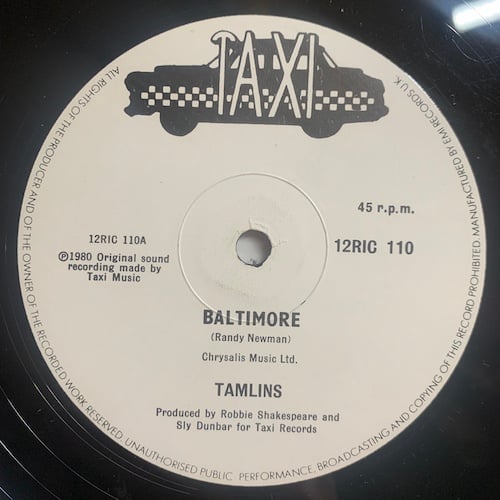 TAXI
45 r.p.m.
12RIC 110A
12RIC 110
℗1980 Original sound
recording made by
Taxi Music
BALTIMORE
(Randy Newman)
Chrysalis Music Ltd.
TAMLINS
Produced by Robbie Shakespeare and
Sly Dunbar for Taxi Records
ALL RIGHTS OF THE PRODUCER AND OF THE OWNER OF THE RECORDED WORK RESERVED. UNAUTHORISED PUBLIC PERFORMANCE, BROADCASTING AND COPYING OF THIS RECORD PROHIBITED. MANUFACTURED BY EMI RECORDS U.K.